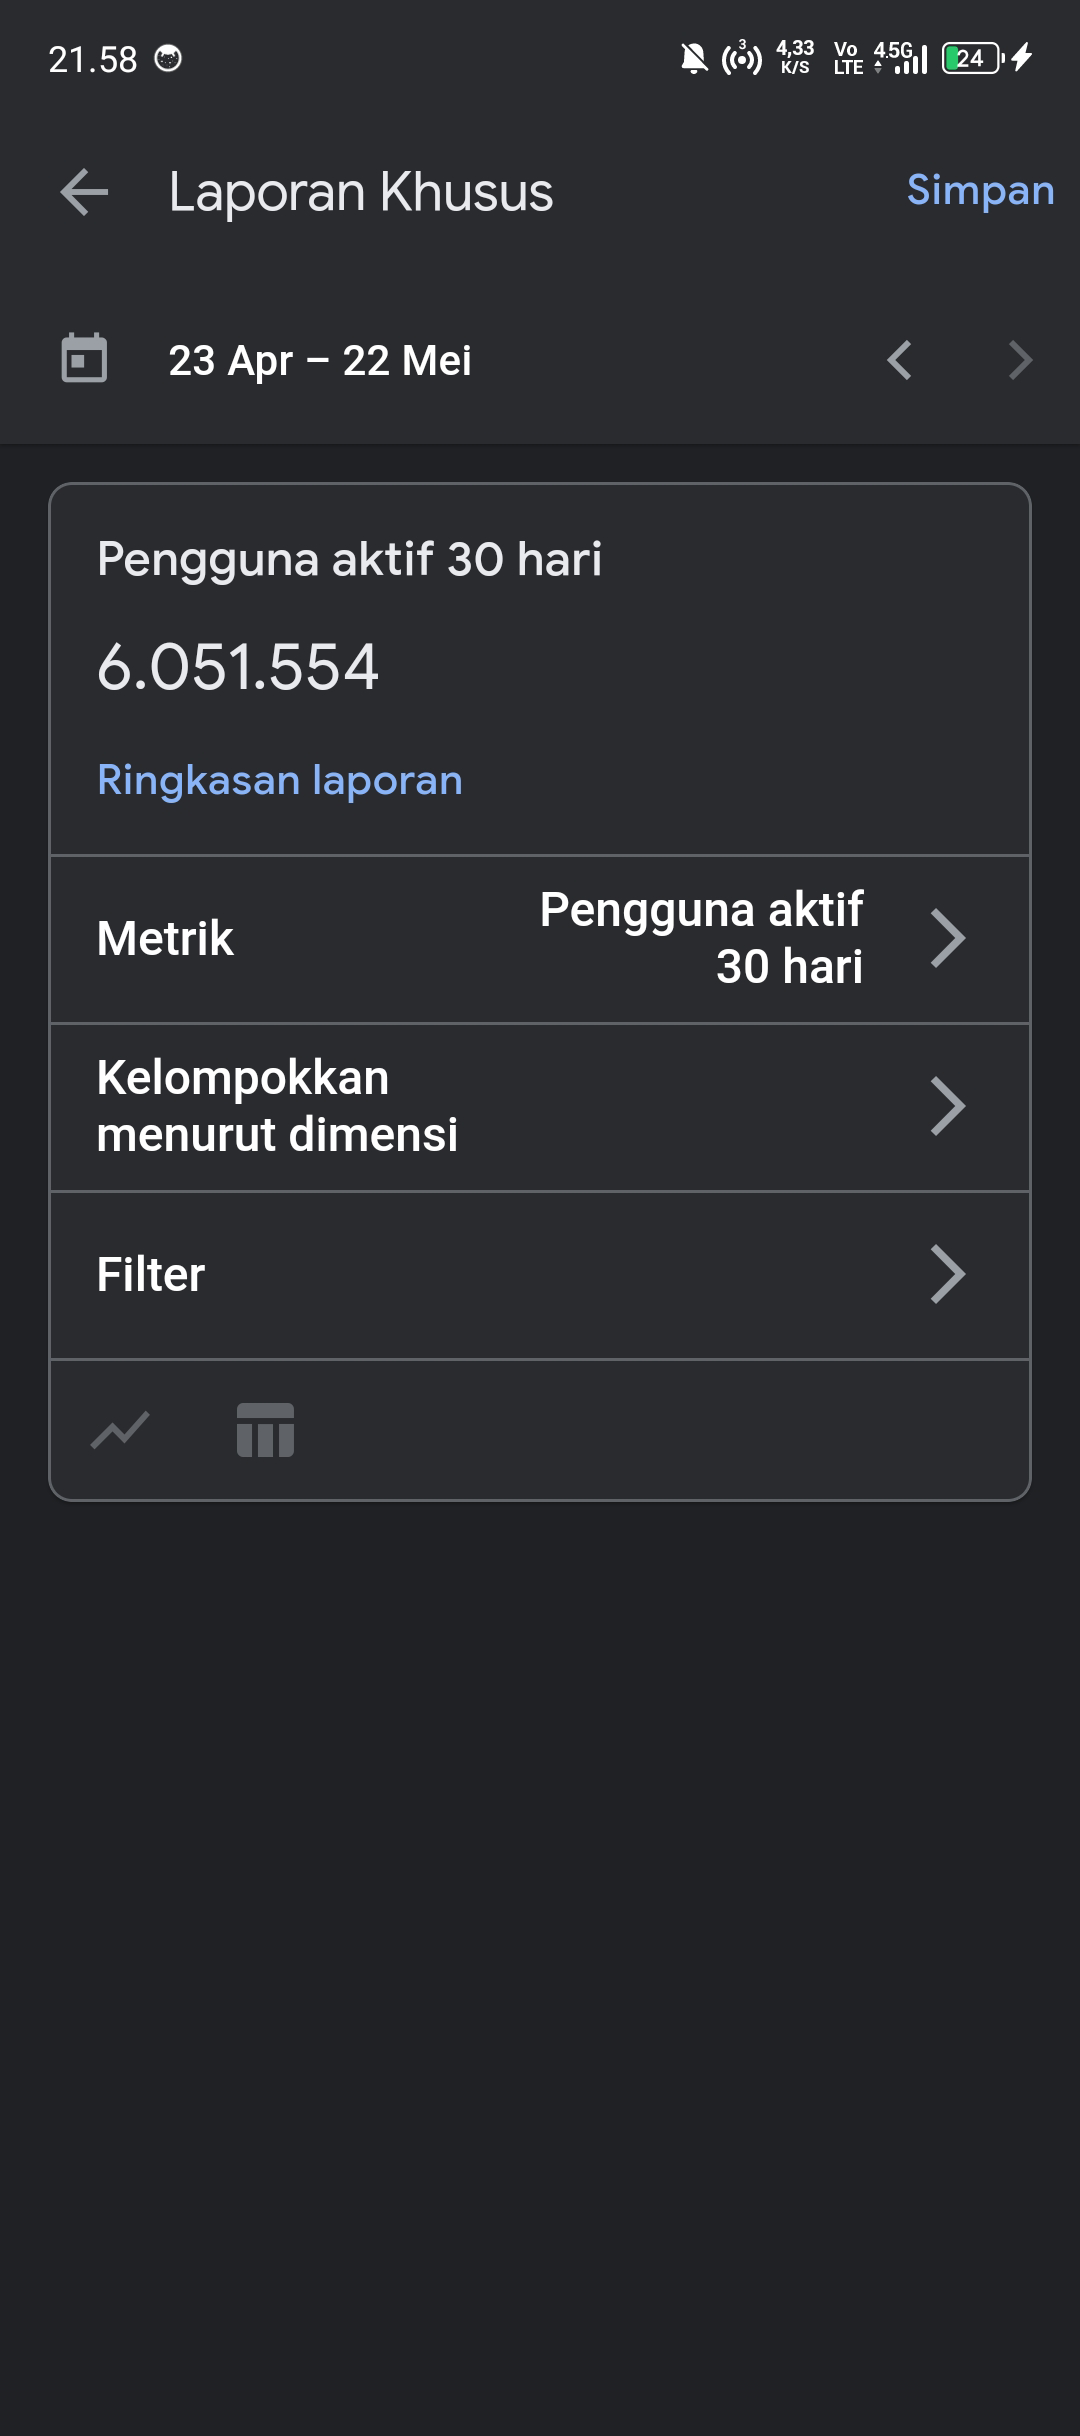 21.58
3
4,33
K/S
Vo
LTE
4.5G
24
Laporan Khusus
Simpan
23 Apr – 22 Mei
Pengguna aktif 30 hari
6.051.554
Ringkasan laporan
Metrik
Pengguna aktif
30 hari
Kelompokkan
menurut dimensi
Filter